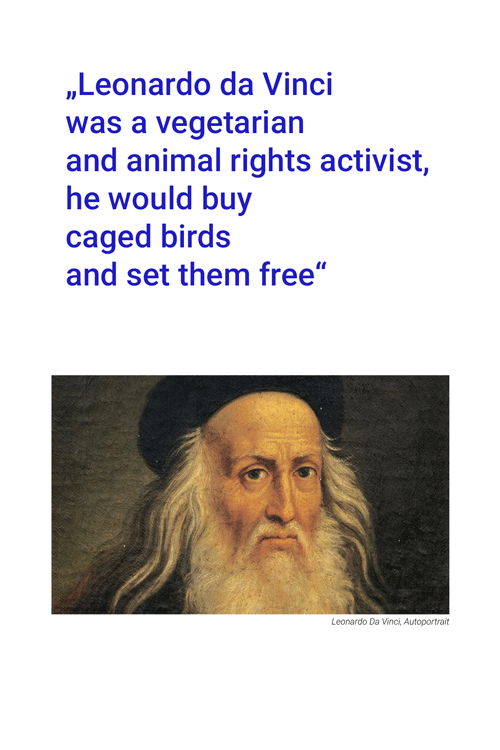 „Leonardo da Vinci
was a vegetarian
and animal rights activist,
he would buy
caged birds
and set them free“
Leonardo Da Vinci, Autoportrait